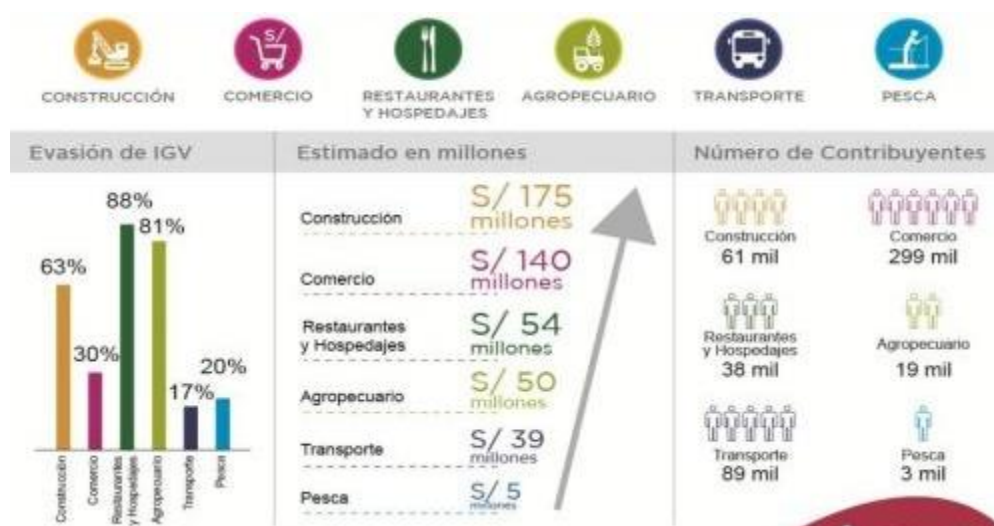 S/
CONSTRUCCIÓN
COMERCIO
RESTAURANTES
Y HOSPEDAJES
AGROPECUARIO
TRANSPORTE
PESCA
Evasión de IGV
88%
81%
63%
30%
20%
17%
Construcción
Comercio
Restaurantes
y Hospedajes
Agropecuario
Transporte
Pesca
Estimado en millones
Construcción
S/ 175
millones
Comercio
S/ 140
millones
Restaurantes
y Hospedajes
S/ 54
millones
Agropecuario
S/ 50
millones
Transporte
S/ 39
millones
Pesca
S/ 5
millones
Número de Contribuyentes
Construcción
61 mil
Comercio
299 mil
Restaurantes
y Hospedajes
38 mil
Agropecuario
19 mil
Transporte
89 mil
Pesca
3 mil